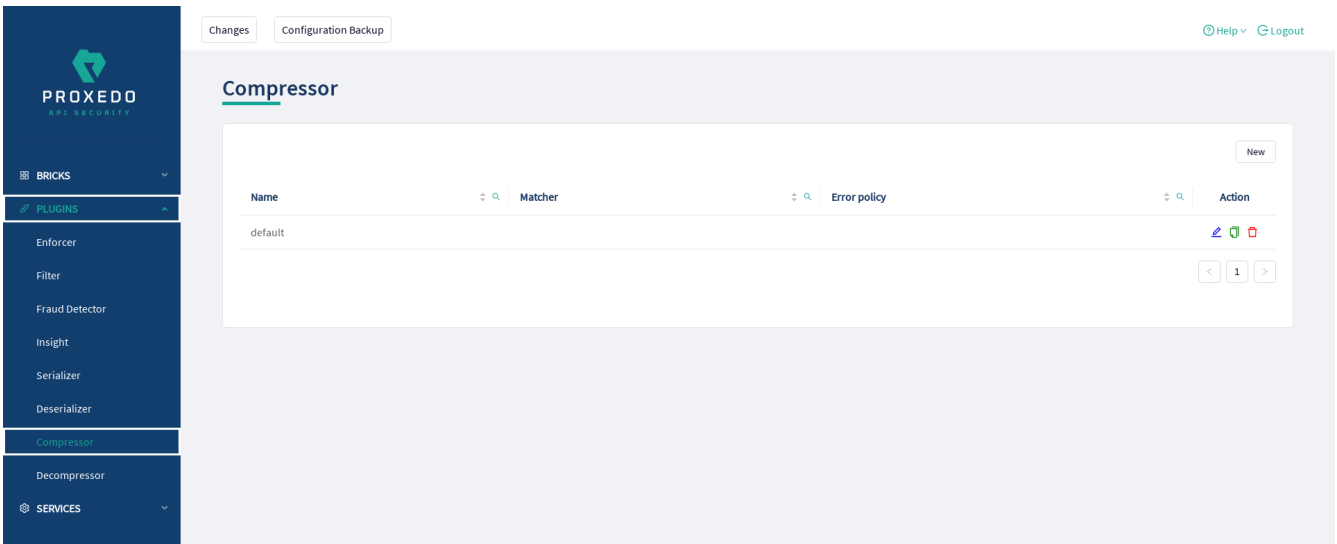 Changes Configuration Backup Help Logout
PROXEDO
API SECURITY
Compressor
New
BRICKS
PLUGINS
Name Matcher Error policy Action
default
Enforcer
Filter
< 1 >
Fraud Detector
Insight
Serializer
Deserializer
Compressor
Decompressor
SERVICES